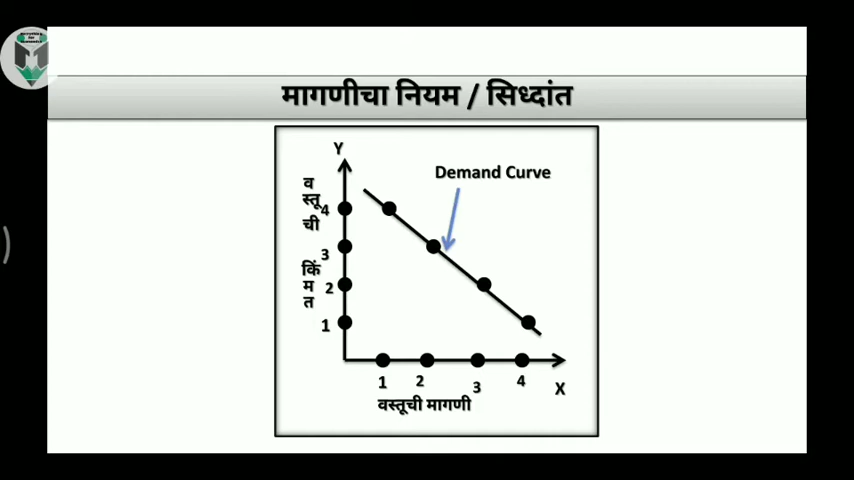 मागणीचा नियम / सिध्दांत
Y
Demand Curve
व
स्तू
ची
किं
म
त
4
3
2
1
1 2 3 4
X
वस्तूची मागणी